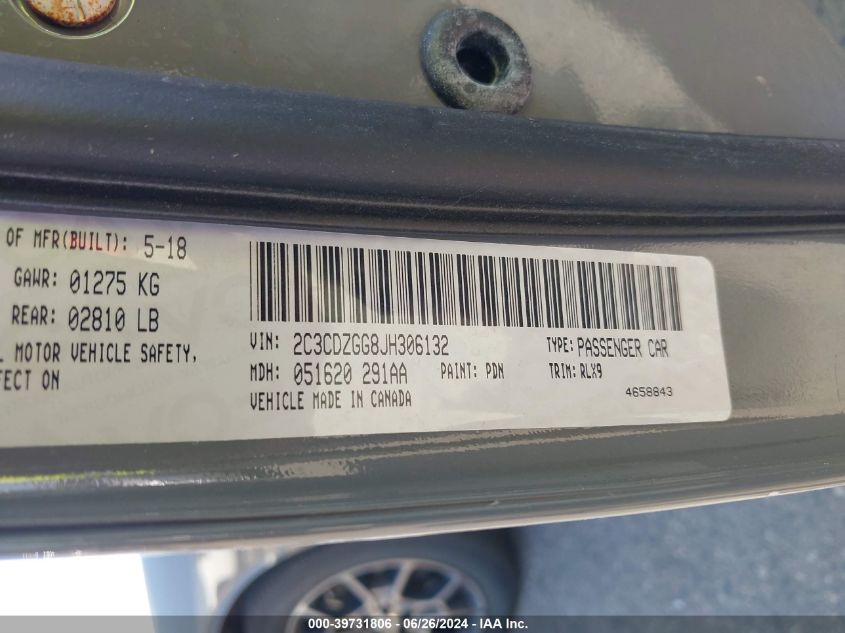 OF MFR(BUILT): 5-18
GAWR: 01275 KG
REAR: 02810 LB
MOTOR VEHICLE SAFETY,
ON
VIN: 2C3CDZGG8JH306132
TYPE: PASSENGER CAR
MDH: 051620 291AA
PAINT: PDN
TRIM: RLX9
VEHICLE MADE IN CANADA
4658843
000-39731806 - 06/26/2024 - IAA Inc.